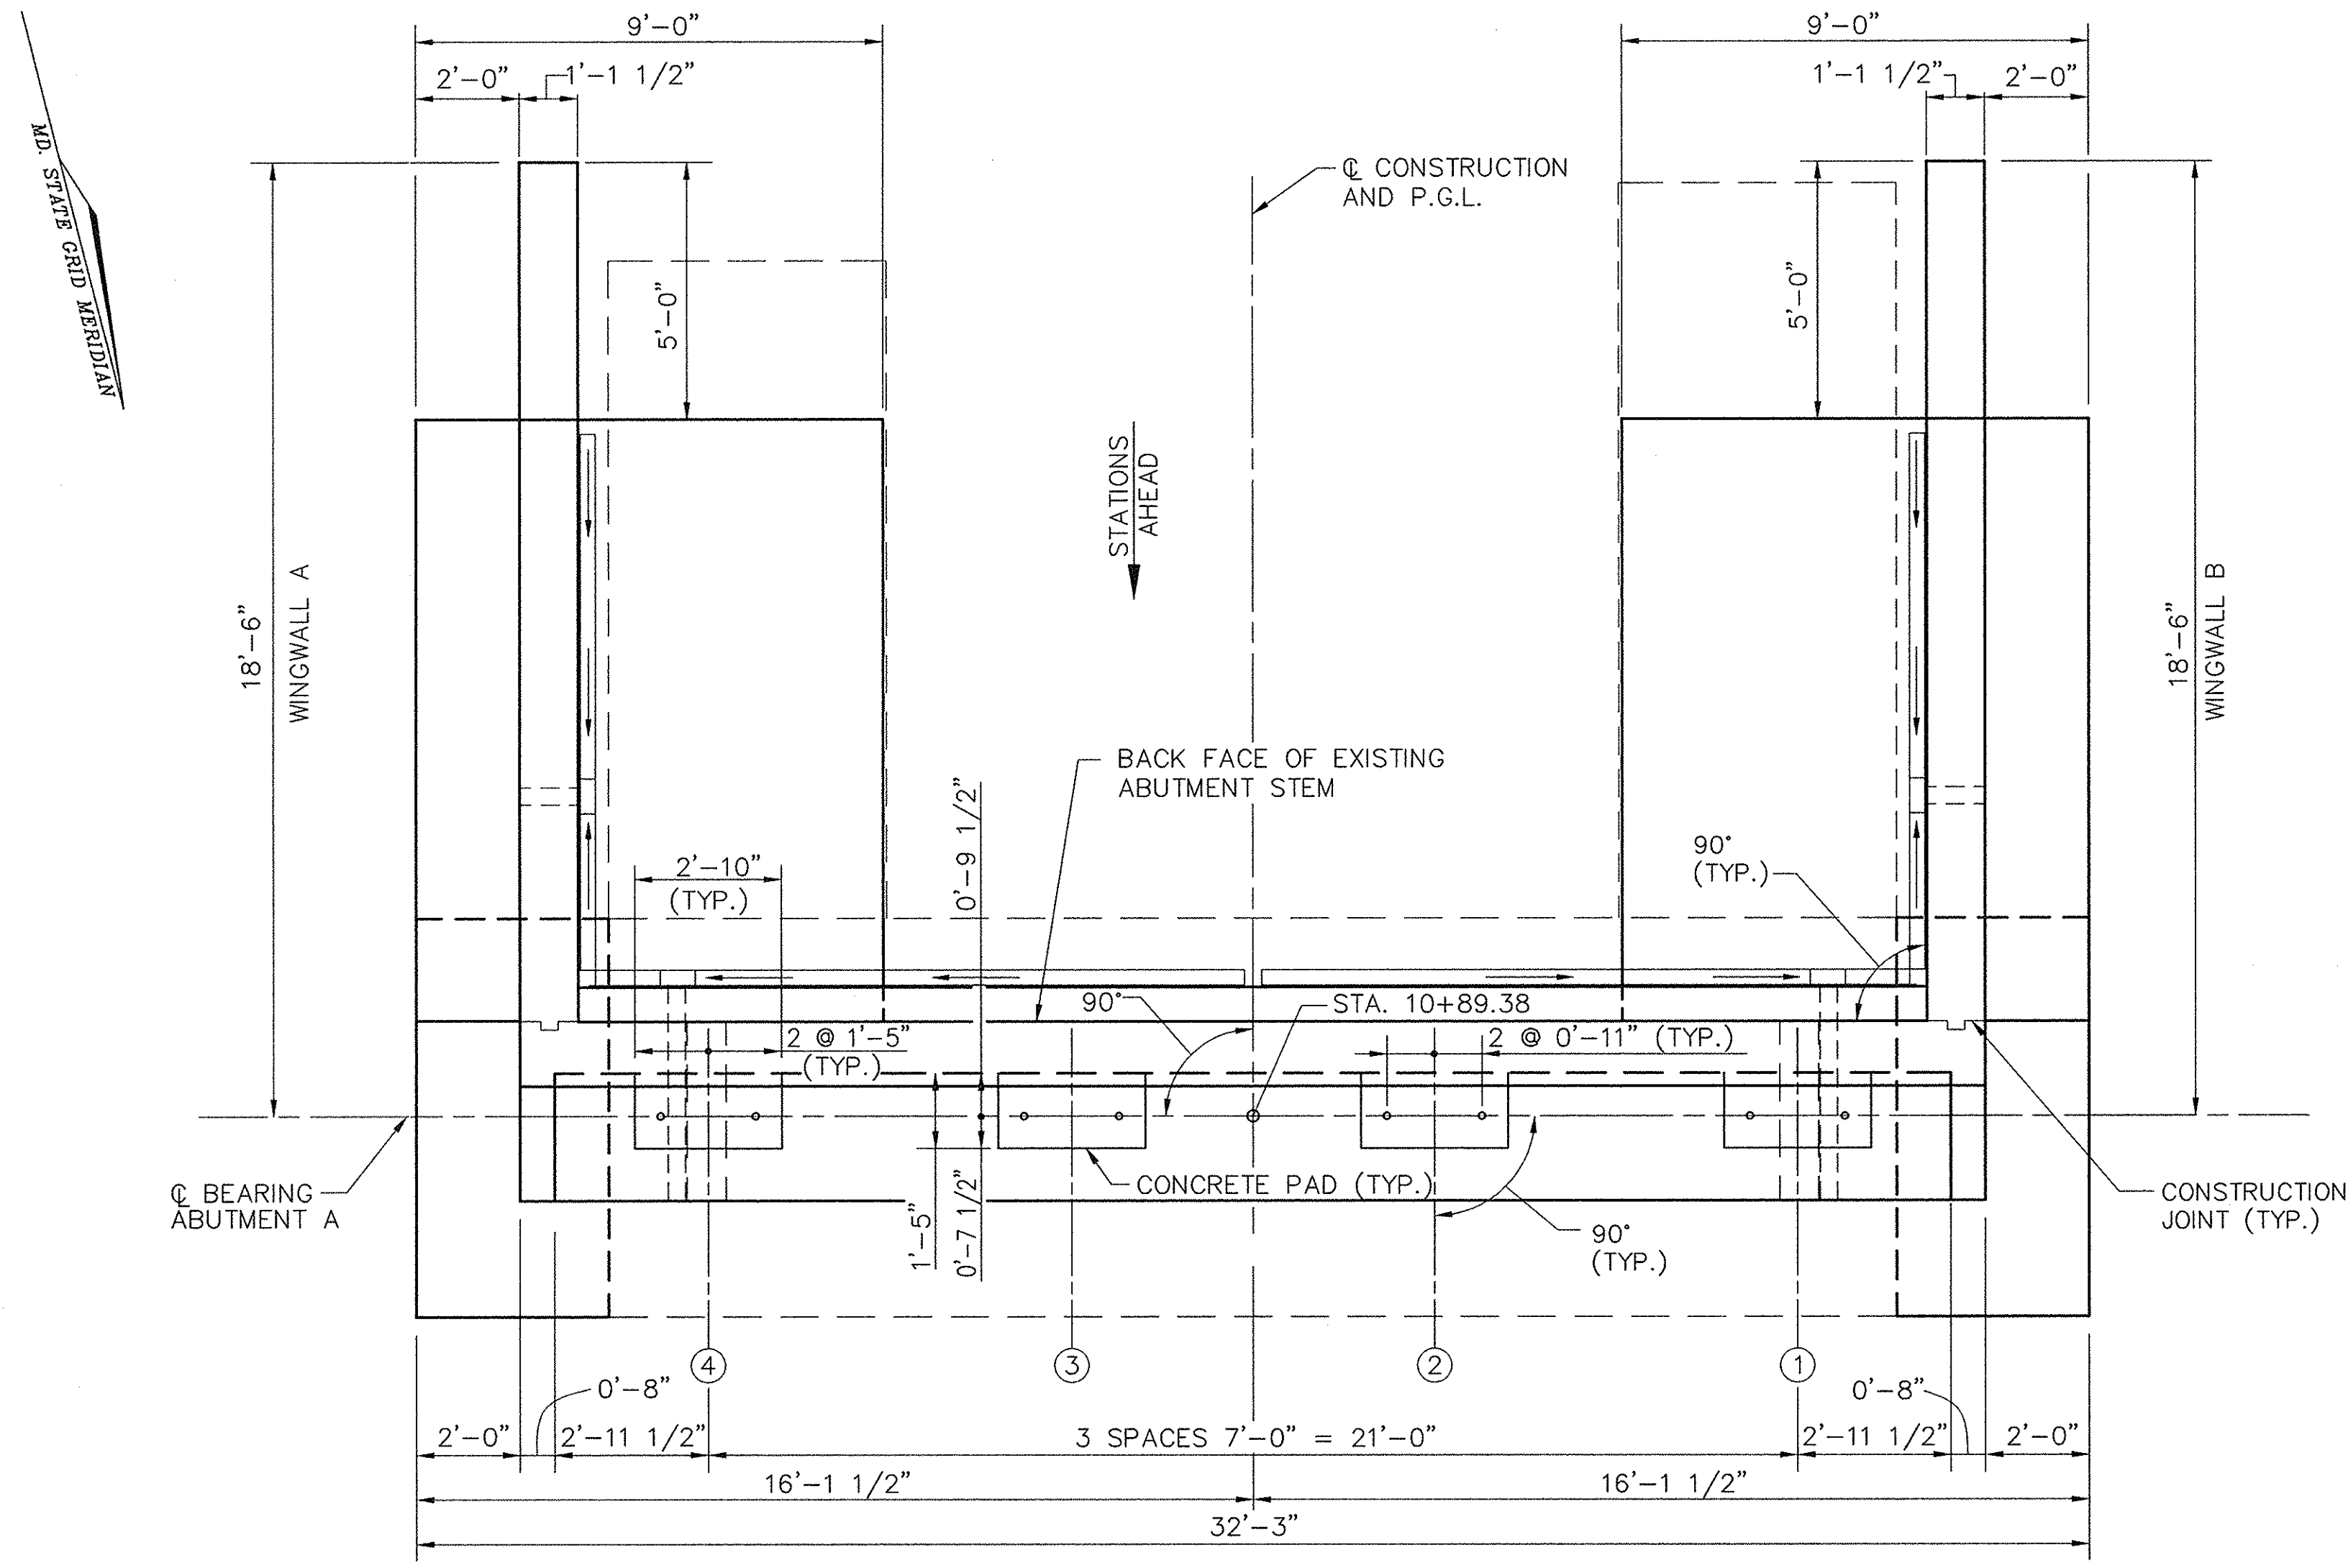 9'-0"
9'-0"
2'-0"
1'-1 1/2"
1'-1 1/2"
2'-0"
MD. STATE GRID MERIDIAN
℄ CONSTRUCTION
AND P.G.L.
5'-0"
5'-0"
STATIONS
AHEAD
18'-6"
WINGWALL A
18'-6"
WINGWALL B
BACK FACE OF EXISTING
ABUTMENT STEM
0'-9 1/2"
2'-10"
(TYP.)
90°
(TYP.)
90°
STA. 10+89.38
2 @ 1'-5"
(TYP.)
2 @ 0'-11" (TYP.)
℄ BEARING
ABUTMENT A
CONCRETE PAD (TYP.)
1'-5"
0'-7 1/2"
90°
(TYP.)
CONSTRUCTION
JOINT (TYP.)
4
3
2
1
0'-8"
0'-8"
2'-0"
2'-11 1/2"
3 SPACES 7'-0" = 21'-0"
2'-11 1/2"
2'-0"
16'-1 1/2"
16'-1 1/2"
32'-3"